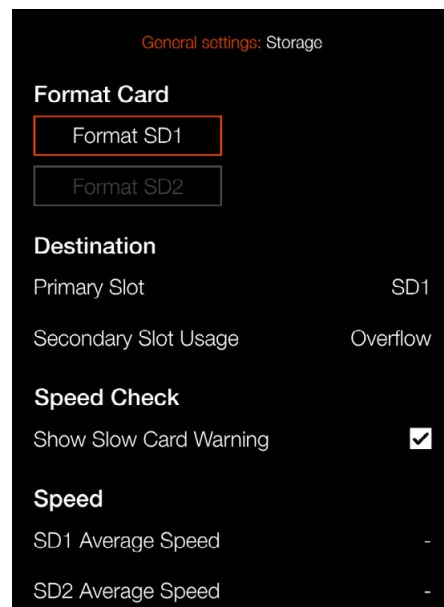 General settings: Storage
Format Card
Format SD1
Format SD2
Destination
Primary Slot SD1
Secondary Slot Usage Overflow
Speed Check
Show Slow Card Warning
Speed
SD1 Average Speed -
SD2 Average Speed -